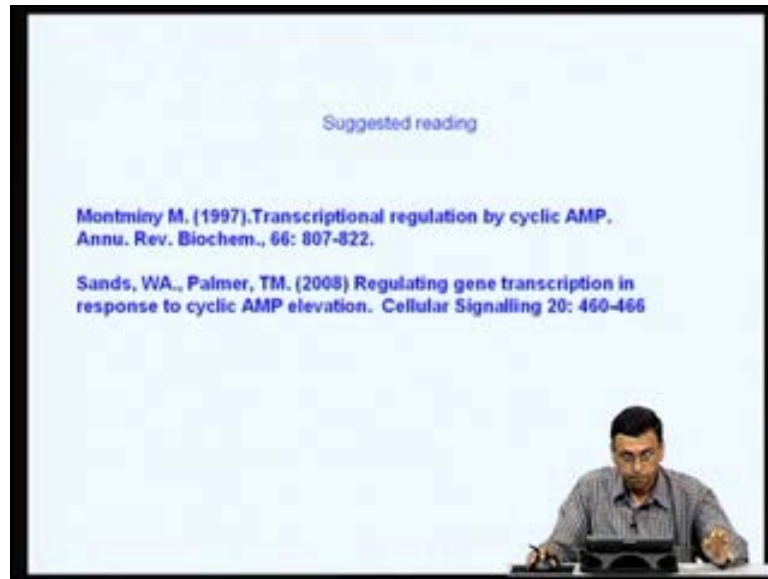 Suggested reading
Montminy M. (1997).Transcriptional regulation by cyclic AMP.
Annu. Rev. Biochem., 66: 807-822.
Sands, WA., Palmer, TM. (2008) Regulating gene transcription in
response to cyclic AMP elevation. Cellular Signalling 20: 460-466